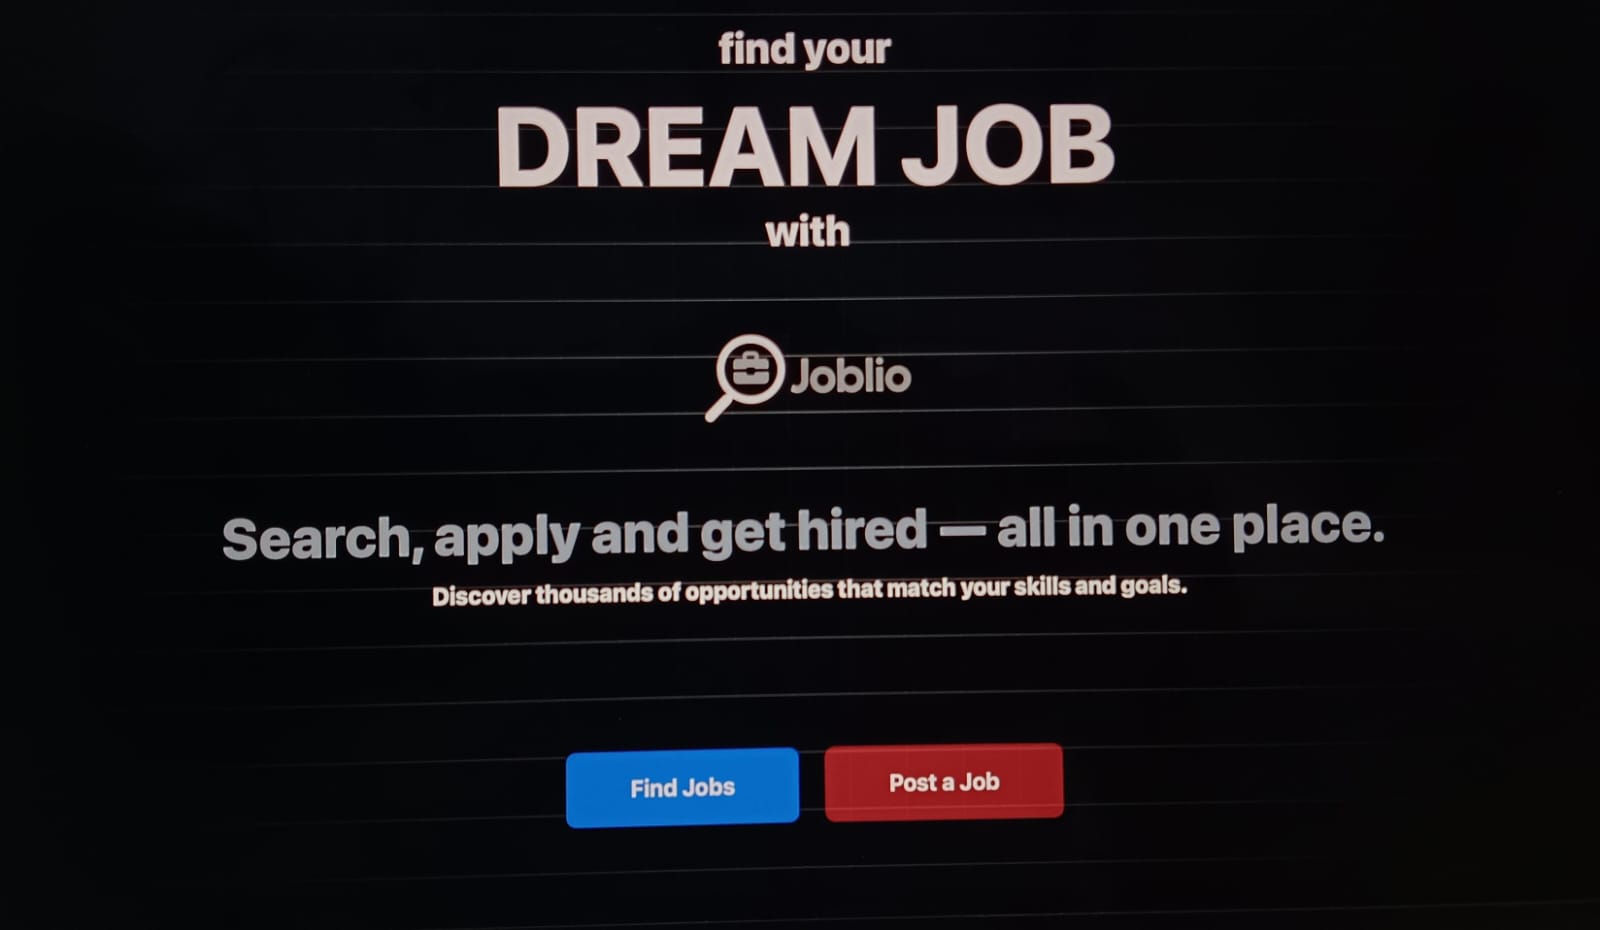 find your
DREAM JOB
with
Joblio
Search, apply and get hired — all in one place.
Discover thousands of opportunities that match your skills and goals.
Find Jobs
Post a Job